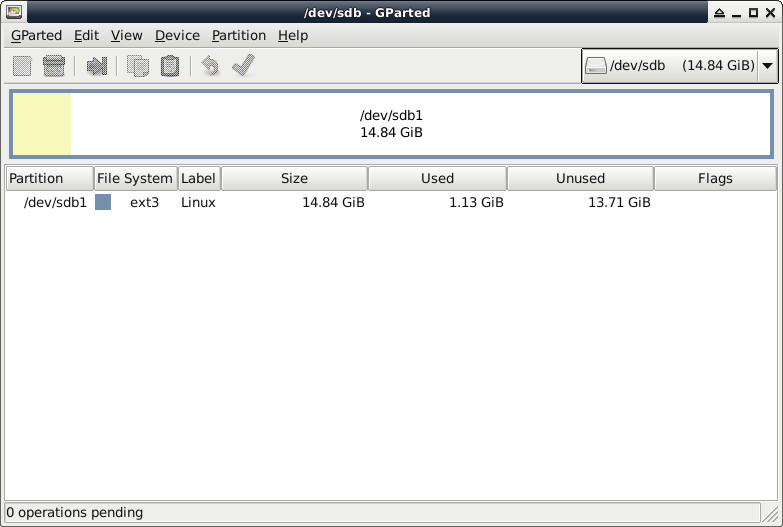 /dev/sdb - GParted
GParted Edit View Device Partition Help
/dev/sdb (14.84 GiB)
/dev/sdb1
14.84 GiB
Partition File System Label Size Used Unused Flags
/dev/sdb1 ext3 Linux 14.84 GiB 1.13 GiB 13.71 GiB
0 operations pending